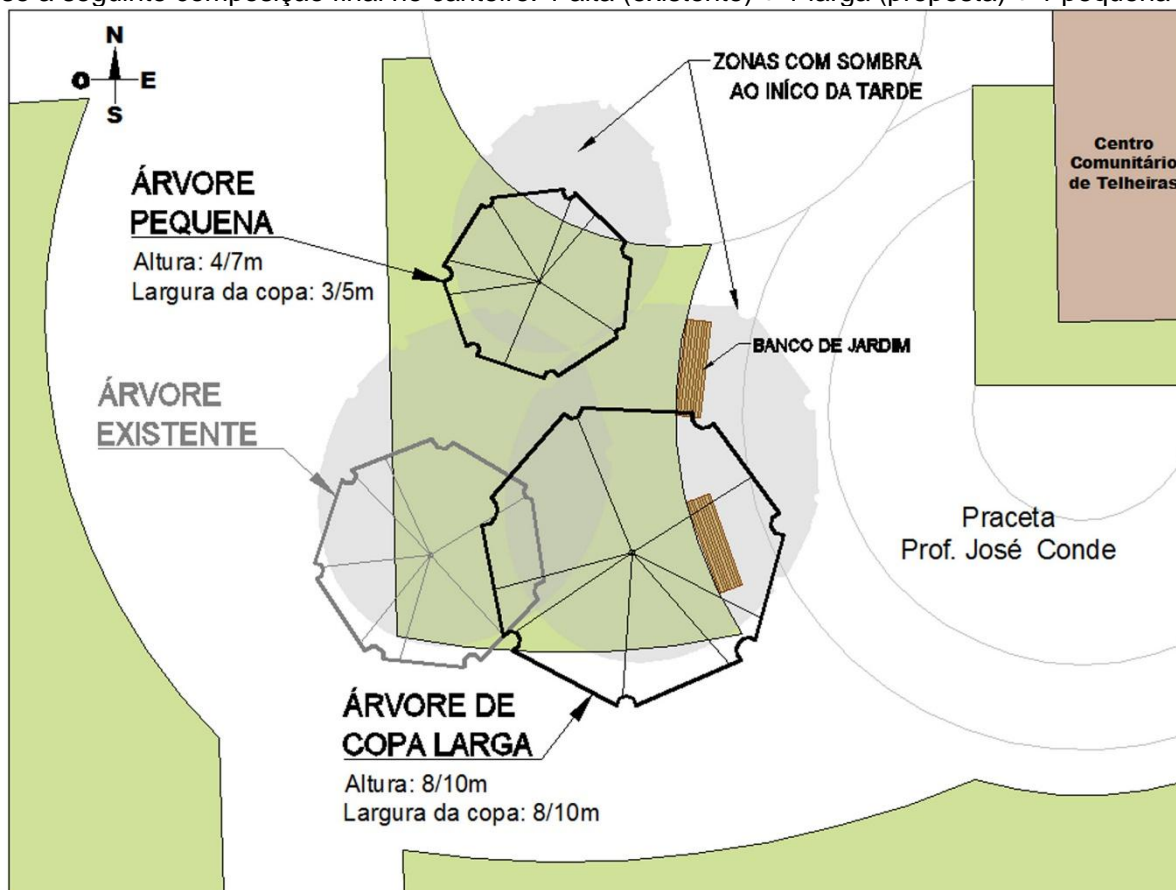 N
O E
S
ZONAS COM SOMBRA
AO INÍCO DA TARDE
Centro
Comunitário
de Telheiras
ÁRVORE
PEQUENA
Altura: 4/7m
Largura da copa: 3/5m
BANCO DE JARDIM
ÁRVORE
EXISTENTE
Praceta
Prof. José Conde
ÁRVORE DE
COPA LARGA
Altura: 8/10m
Largura da copa: 8/10m